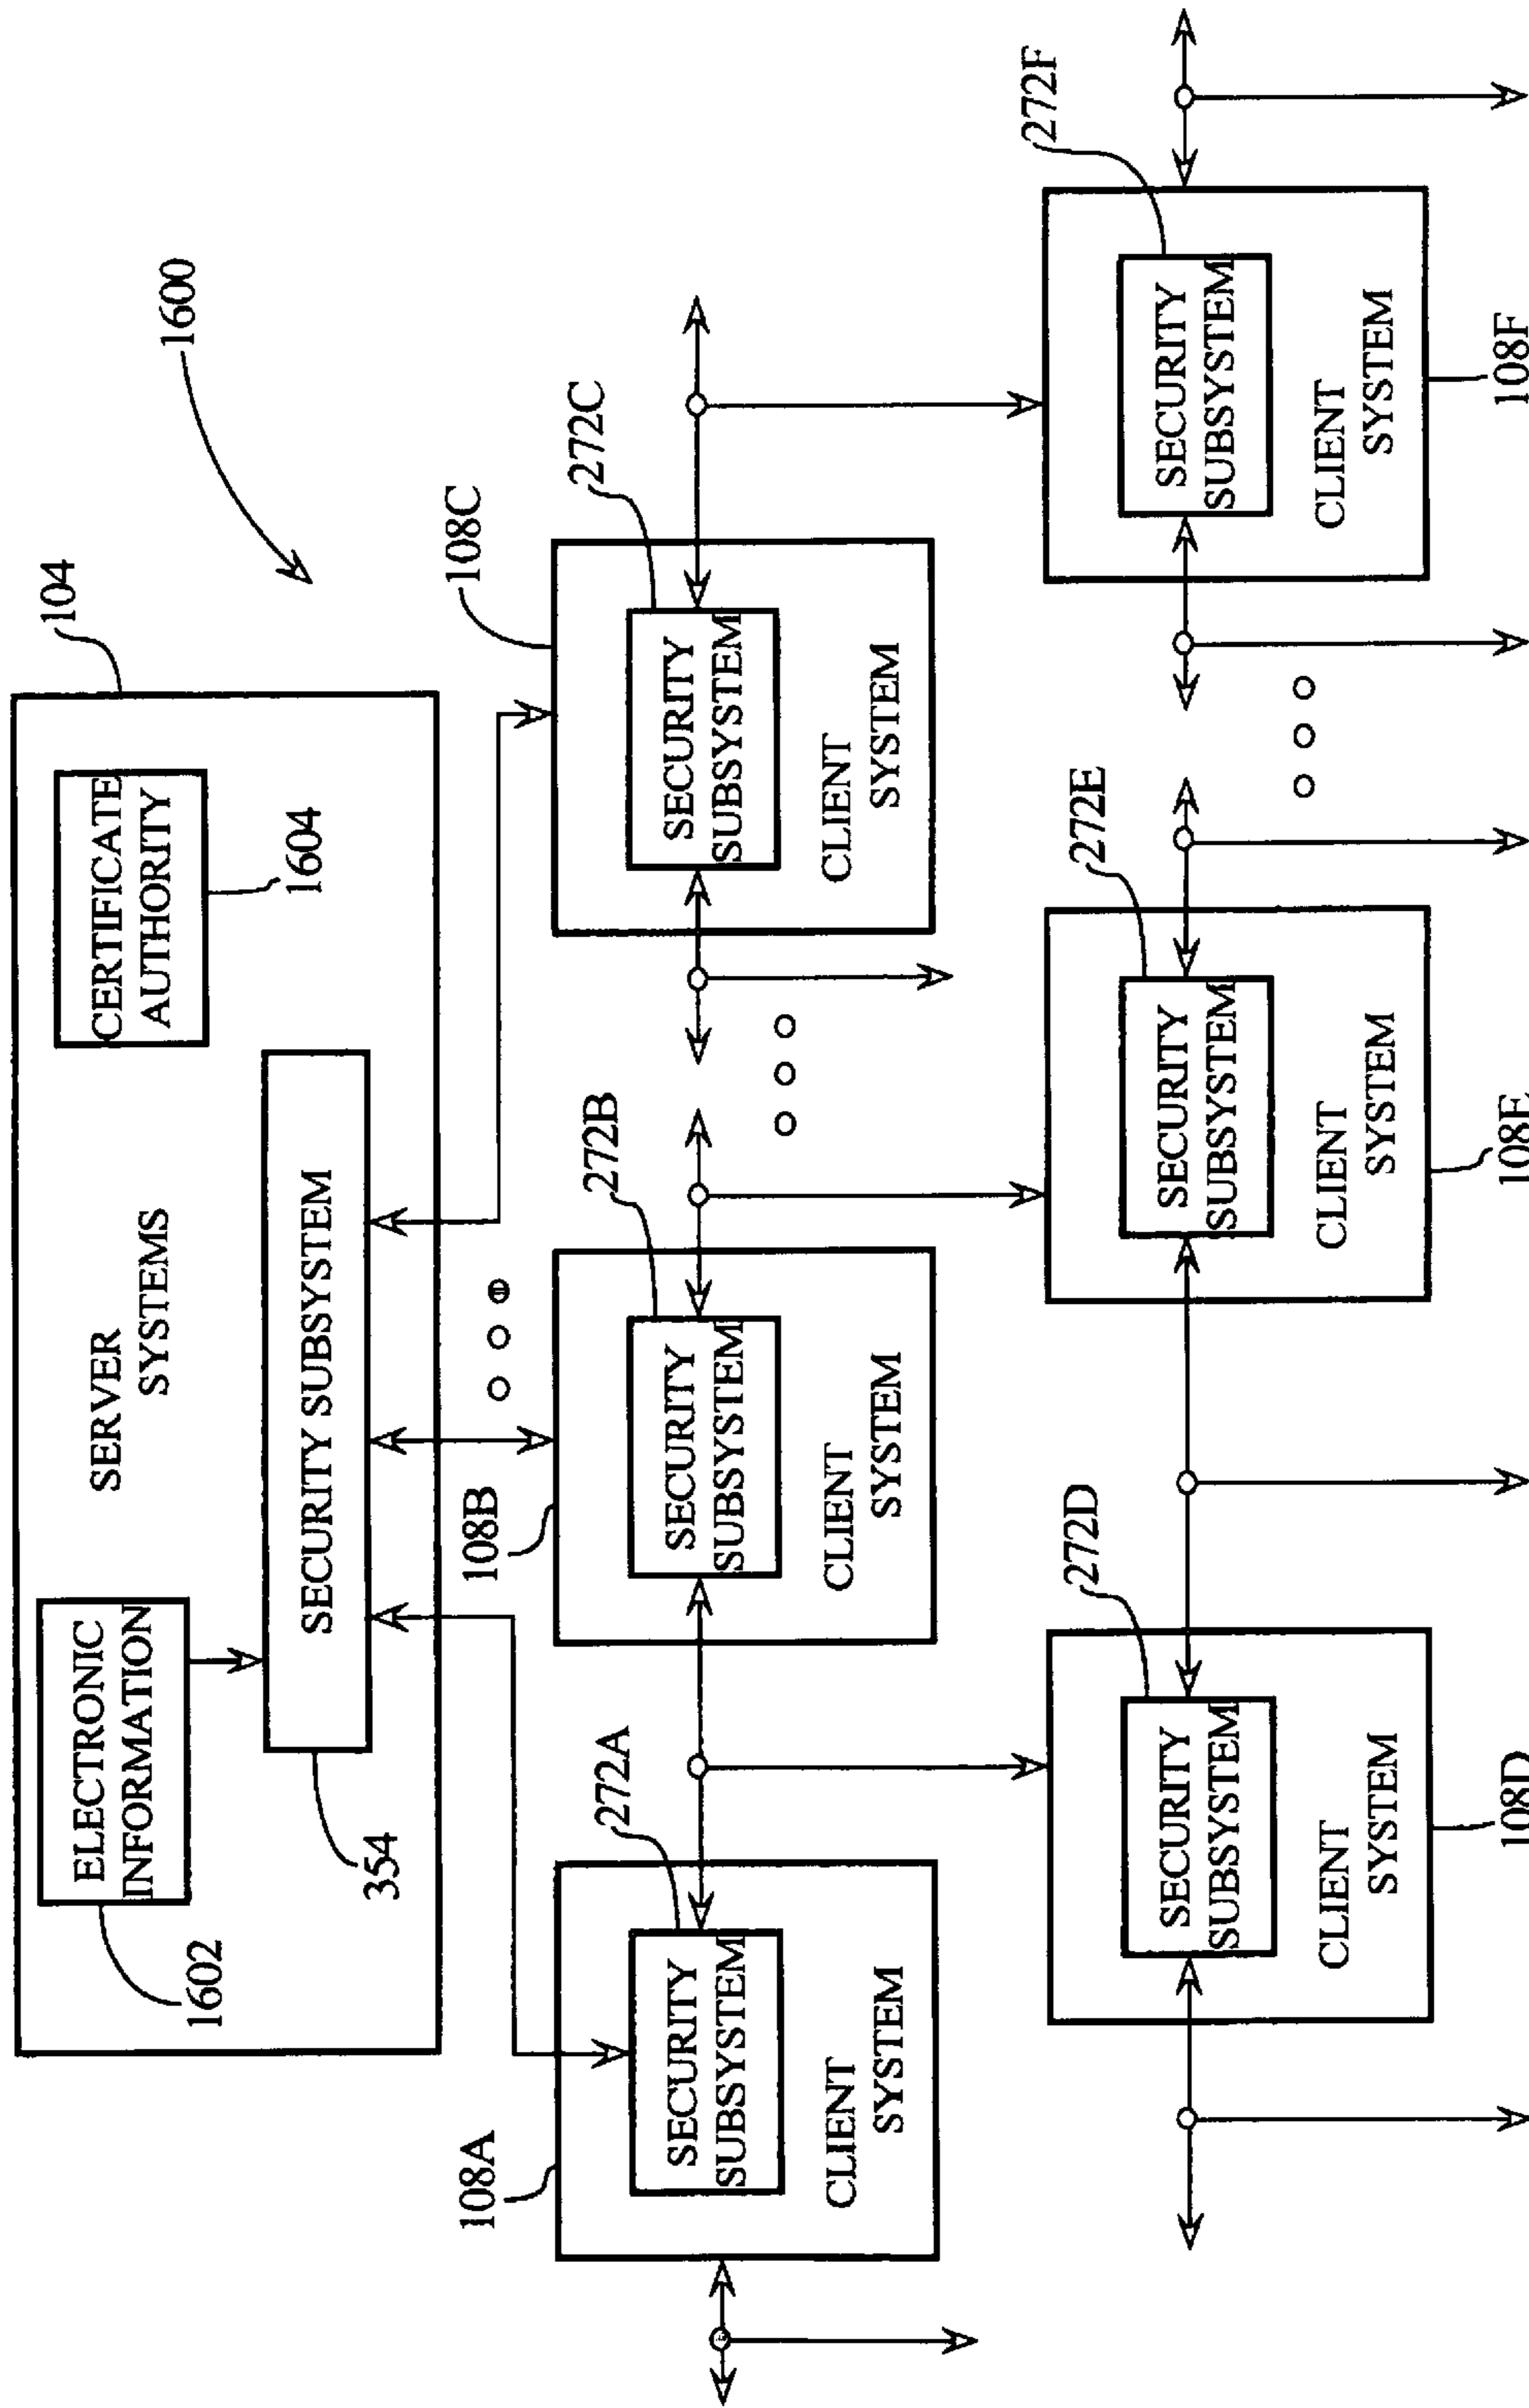 1600
104
SERVER
SYSTEMS
ELECTRONIC
INFORMATION
1602
CERTIFICATE
AUTHORITY
1604
SECURITY SUBSYSTEM
354
108A
272A
SECURITY
SUBSYSTEM
CLIENT
SYSTEM
108B
272B
SECURITY
SUBSYSTEM
CLIENT
SYSTEM
108C
272C
SECURITY
SUBSYSTEM
CLIENT
SYSTEM
272D
SECURITY
SUBSYSTEM
CLIENT
SYSTEM
108D
272E
SECURITY
SUBSYSTEM
CLIENT
SYSTEM
108E
272F
SECURITY
SUBSYSTEM
CLIENT
SYSTEM
108F